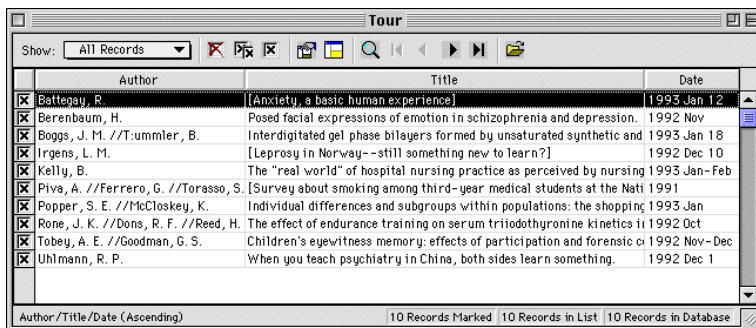 Tour
Show: All Records
Author Title Date
Battegay, R. [Anxiety, a basic human experience] 1993 Jan 12
Berenbaum, H. Posed facial expressions of emotion in schizophrenia and depression. 1992 Nov
Boggs, J. M. //T:ummler, B. Interdigitated gel phase bilayers formed by unsaturated synthetic and 1993 Jan 18
Irgens, L. M. [Leprosy in Norway--still something new to learn?] 1992 Dec 10
Kelly, B. The "real world" of hospital nursing practice as perceived by nursing 1993 Jan-Feb
Piva, A. //Ferrero, G. //Torasso, S. [Survey about smoking among third-year medical students at the Nati 1991
Popper, S. E. //McCloskey, K. Individual differences and subgroups within populations: the shopping 1993 Jan
Rone, J. K. //Dons, R. F. //Reed, H. The effect of endurance training on serum triiodothyronine kinetics i 1992 Oct
Tobey, A. E. //Goodman, G. S. Children's eyewitness memory: effects of participation and forensic c 1992 Nov-Dec
Uhlmann, R. P. When you teach psychiatry in China, both sides learn something. 1992 Dec 1
Author/Title/Date (Ascending) 10 Records Marked 10 Records in List 10 Records in Database